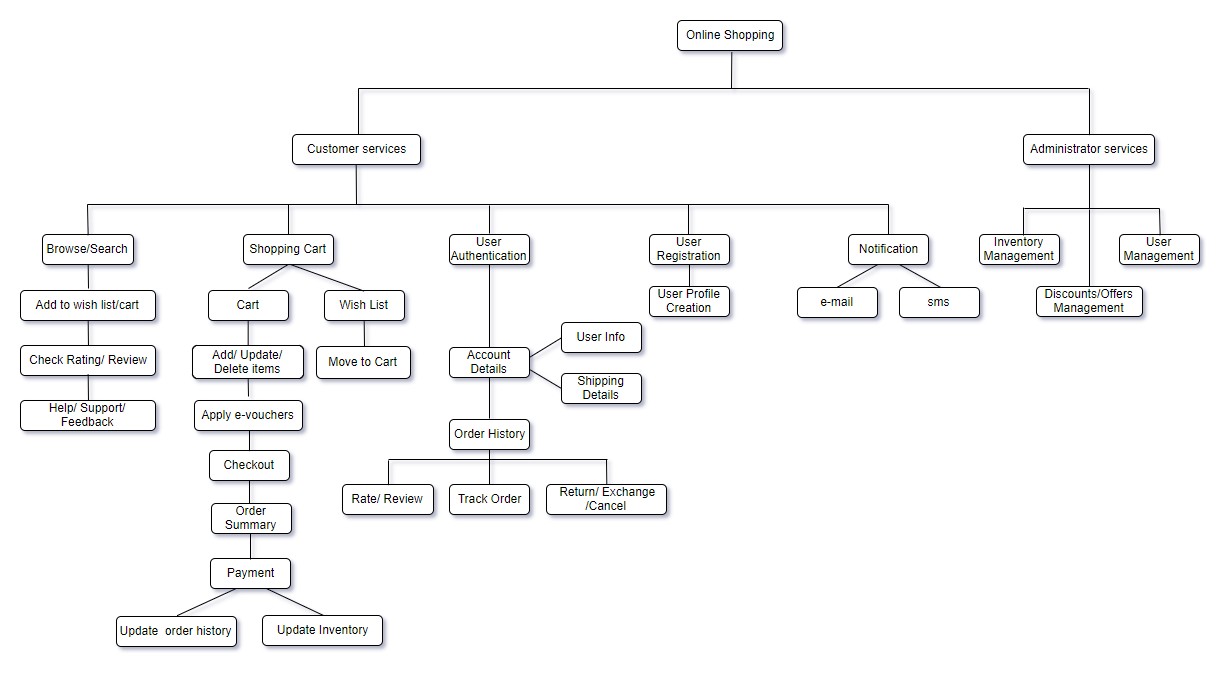 Online Shopping
Customer services
Administrator services
Browse/Search
Shopping Cart
User
Authentication
User
Registration
Notification
Inventory
Management
User
Management
Add to wish list/cart
Cart
Wish List
User Profile
Creation
e-mail
sms
Discounts/Offers
Management
Check Rating/ Review
Add/ Update/
Delete items
Move to Cart
Account
Details
User Info
Shipping
Details
Help/ Support/
Feedback
Apply e-vouchers
Order History
Checkout
Rate/ Review
Track Order
Return/ Exchange
/Cancel
Order
Summary
Payment
Update  order history
Update Inventory